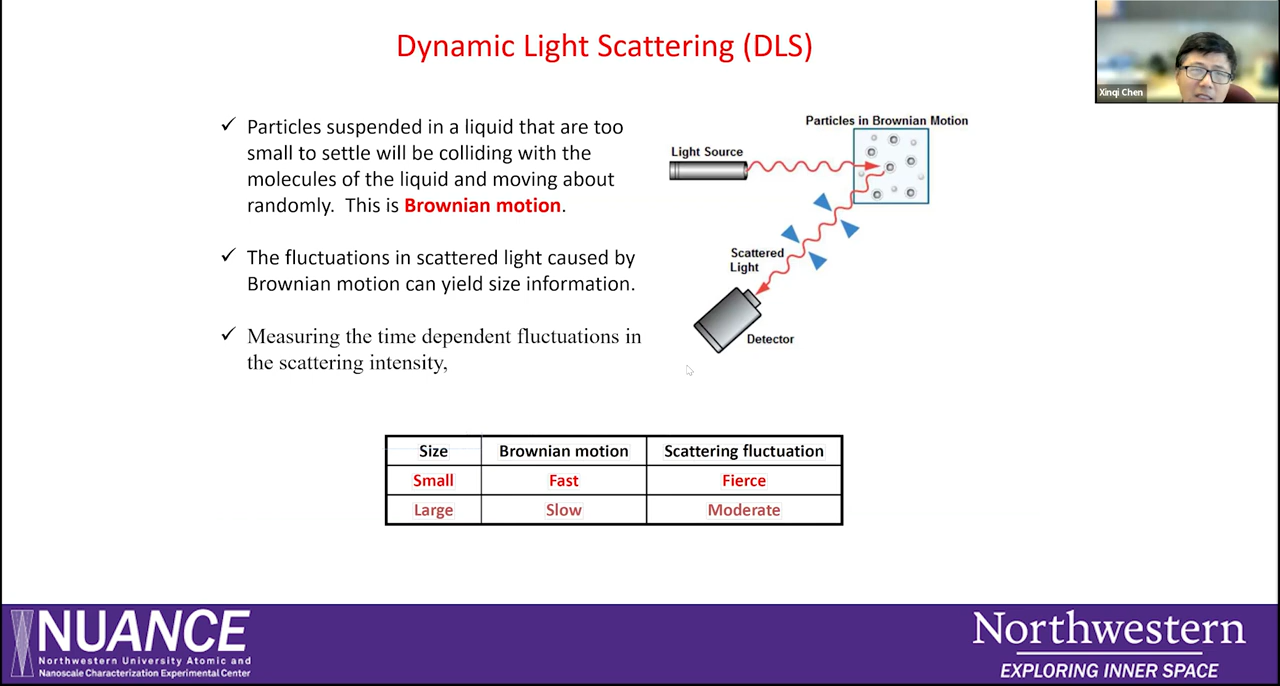 Dynamic Light Scattering (DLS)
Xinqi Chen
✓ Particles suspended in a liquid that are too
small to settle will be colliding with the
molecules of the liquid and moving about
randomly. This is Brownian motion.
✓ The fluctuations in scattered light caused by
Brownian motion can yield size information.
✓ Measuring the time dependent fluctuations in
the scattering intensity,
Particles in Brownian Motion
Light Source
Scattered
Light
Detector
Size Brownian motion Scattering fluctuation
Small Fast Fierce
Large Slow Moderate
NUANCE
Northwestern University Atomic and
Nanoscale Characterization Experimental Center
Northwestern
EXPLORING INNER SPACE